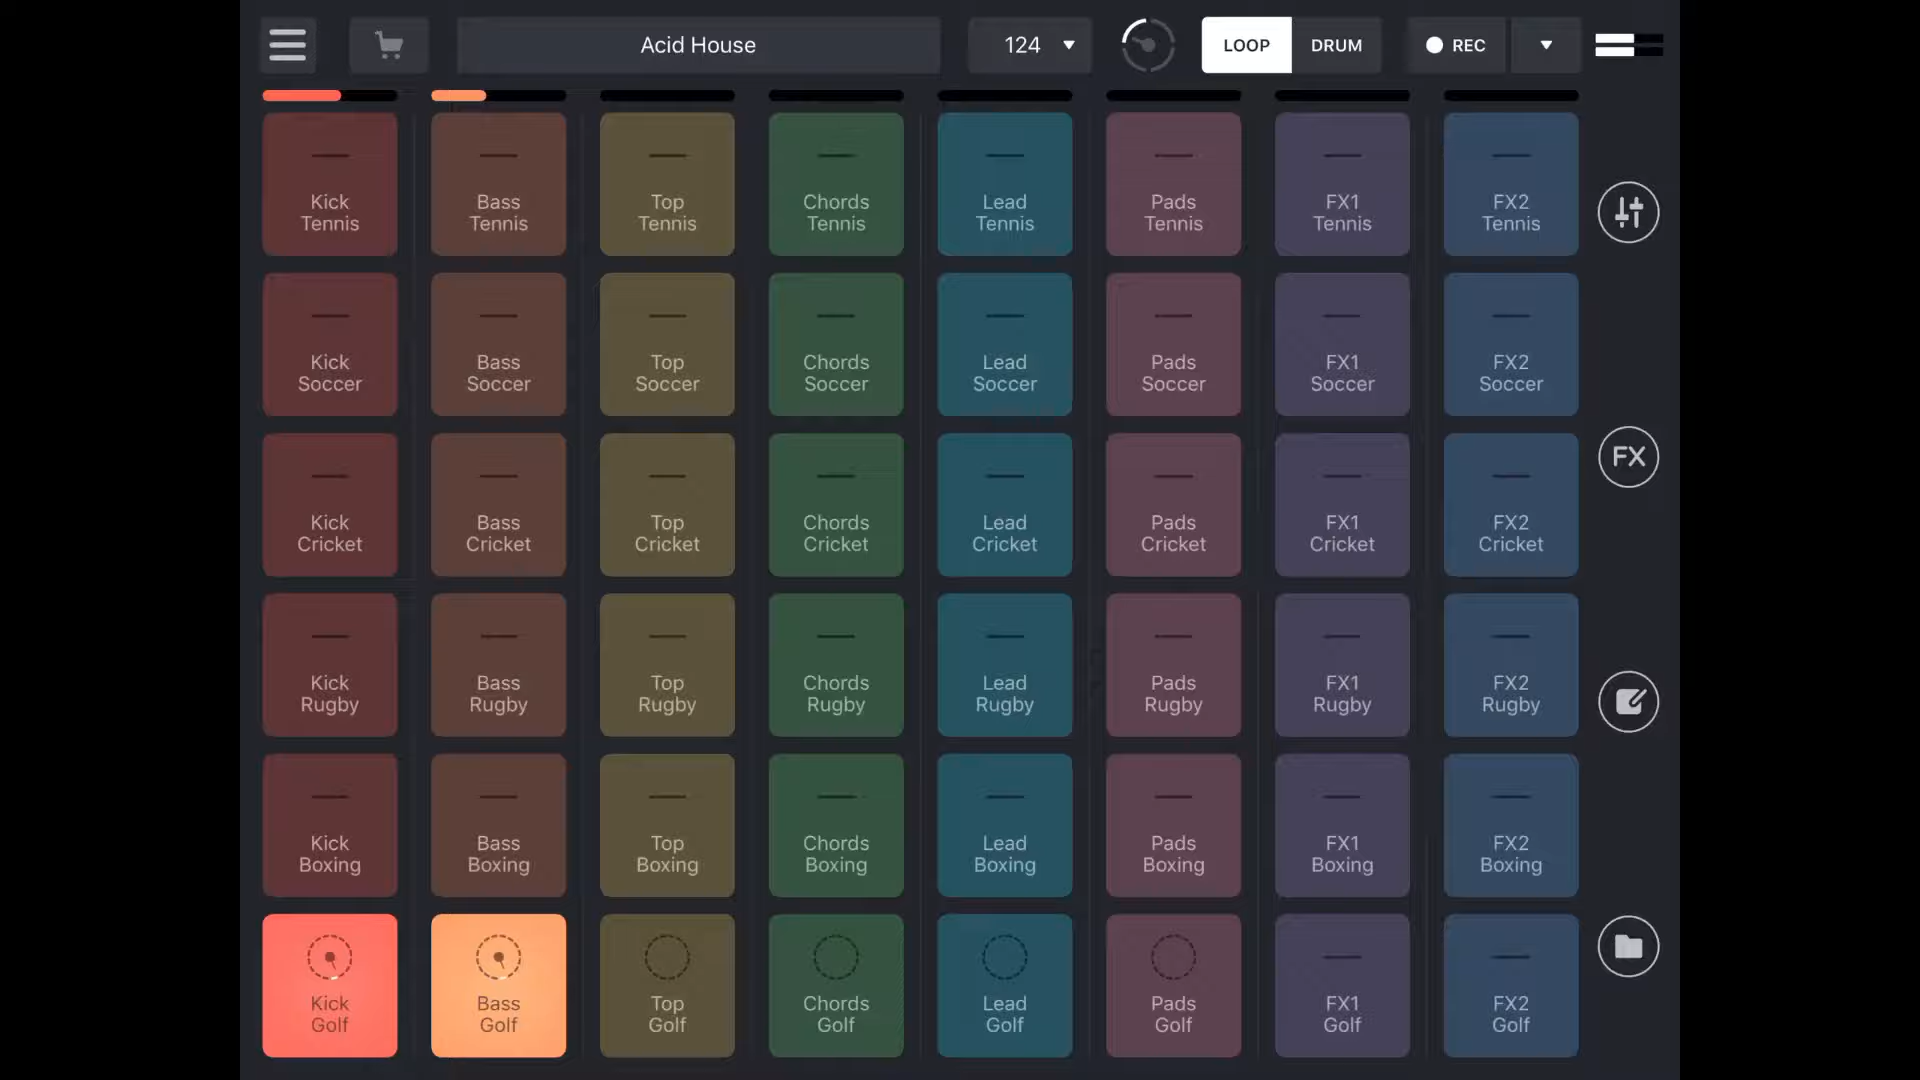 Acid House
124
LOOP
DRUM
REC
Kick
Tennis
Bass
Tennis
Top
Tennis
Chords
Tennis
Lead
Tennis
Pads
Tennis
FX1
Tennis
FX2
Tennis
Kick
Soccer
Bass
Soccer
Top
Soccer
Chords
Soccer
Lead
Soccer
Pads
Soccer
FX1
Soccer
FX2
Soccer
FX
Kick
Cricket
Bass
Cricket
Top
Cricket
Chords
Cricket
Lead
Cricket
Pads
Cricket
FX1
Cricket
FX2
Cricket
Kick
Rugby
Bass
Rugby
Top
Rugby
Chords
Rugby
Lead
Rugby
Pads
Rugby
FX1
Rugby
FX2
Rugby
Kick
Boxing
Bass
Boxing
Top
Boxing
Chords
Boxing
Lead
Boxing
Pads
Boxing
FX1
Boxing
FX2
Boxing
Kick
Golf
Bass
Golf
Top
Golf
Chords
Golf
Lead
Golf
Pads
Golf
FX1
Golf
FX2
Golf